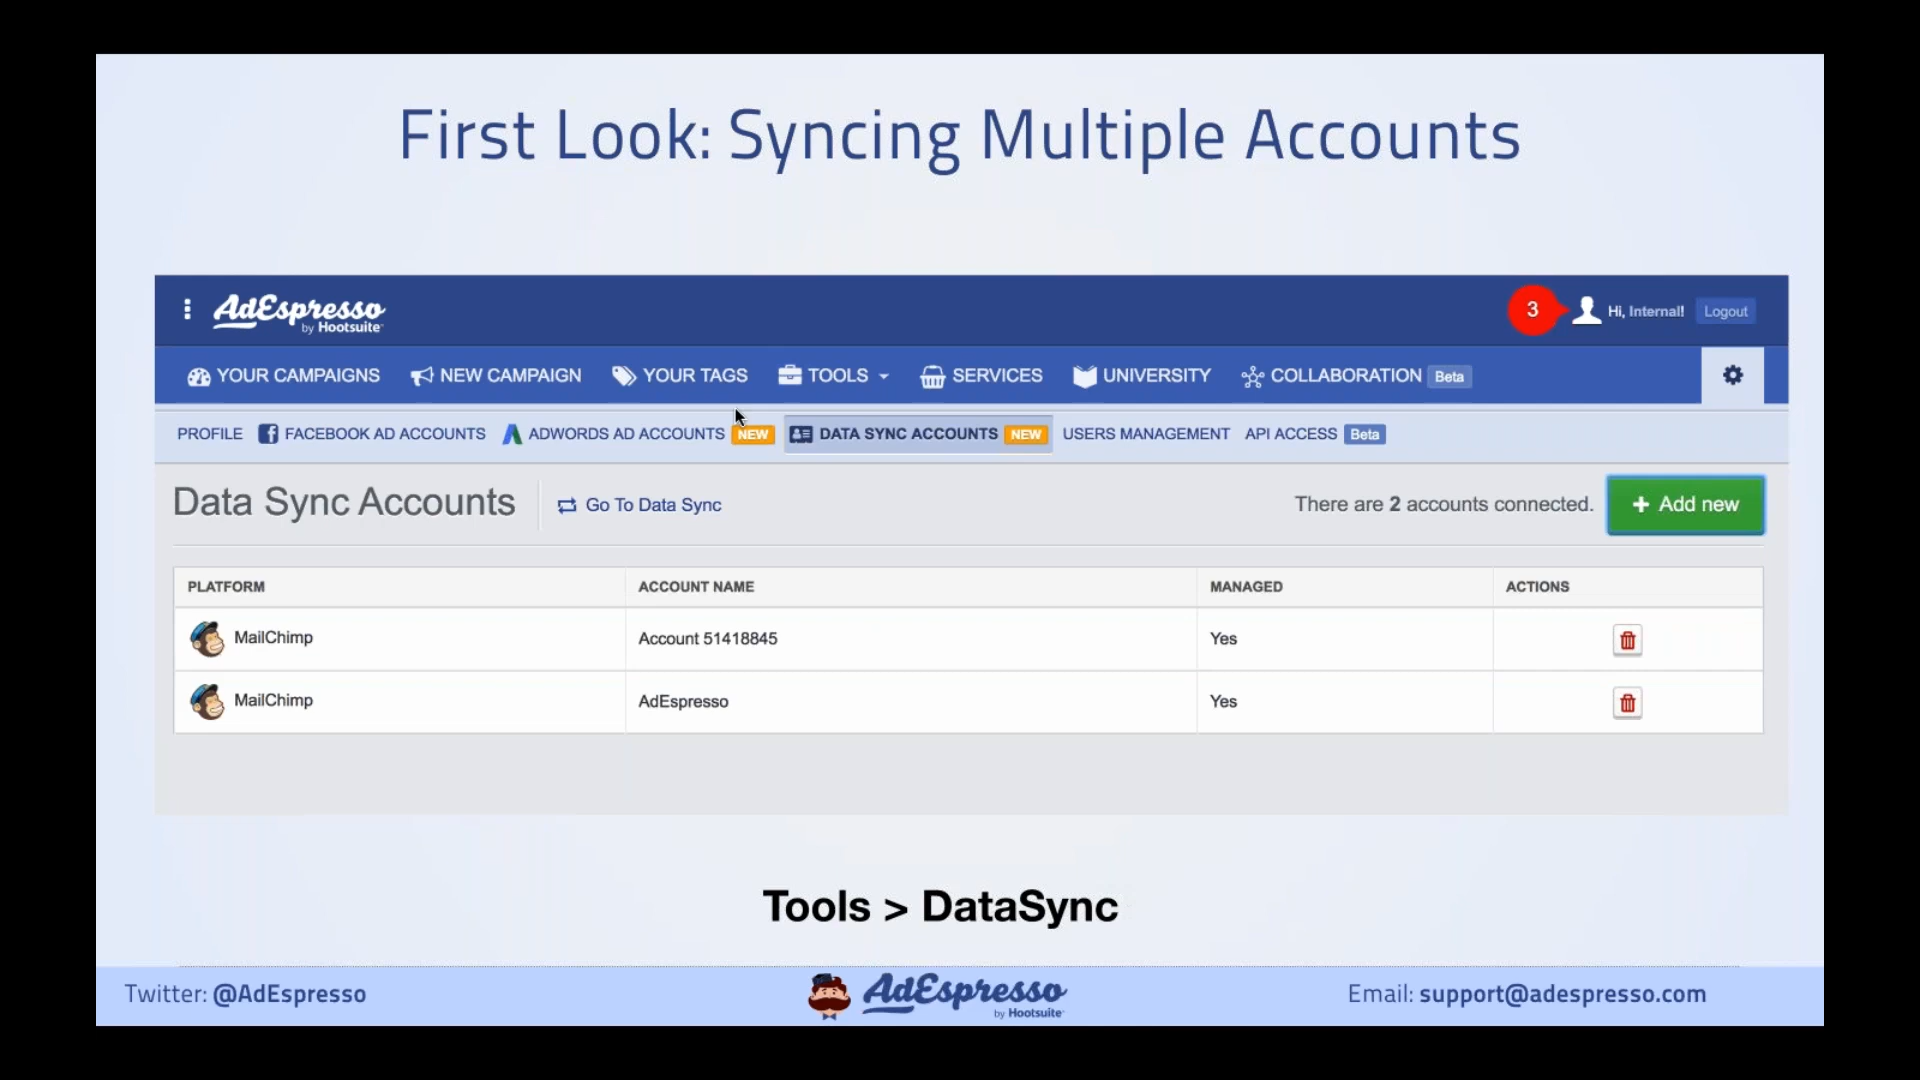 First Look: Syncing Multiple Accounts
AdEspresso
by Hootsuite
3 Hi, Internal! Logout
YOUR CAMPAIGNS NEW CAMPAIGN YOUR TAGS TOOLS SERVICES UNIVERSITY COLLABORATION Beta
PROFILE FACEBOOK AD ACCOUNTS ADWORDS AD ACCOUNTS NEW DATA SYNC ACCOUNTS NEW USERS MANAGEMENT API ACCESS Beta
Data Sync Accounts Go To Data Sync There are 2 accounts connected. + Add new
PLATFORM ACCOUNT NAME MANAGED ACTIONS
MailChimp Account 51418845 Yes
MailChimp AdEspresso Yes
Tools > DataSync
Twitter: @AdEspresso AdEspresso Email: support@adespresso.com
by Hootsuite